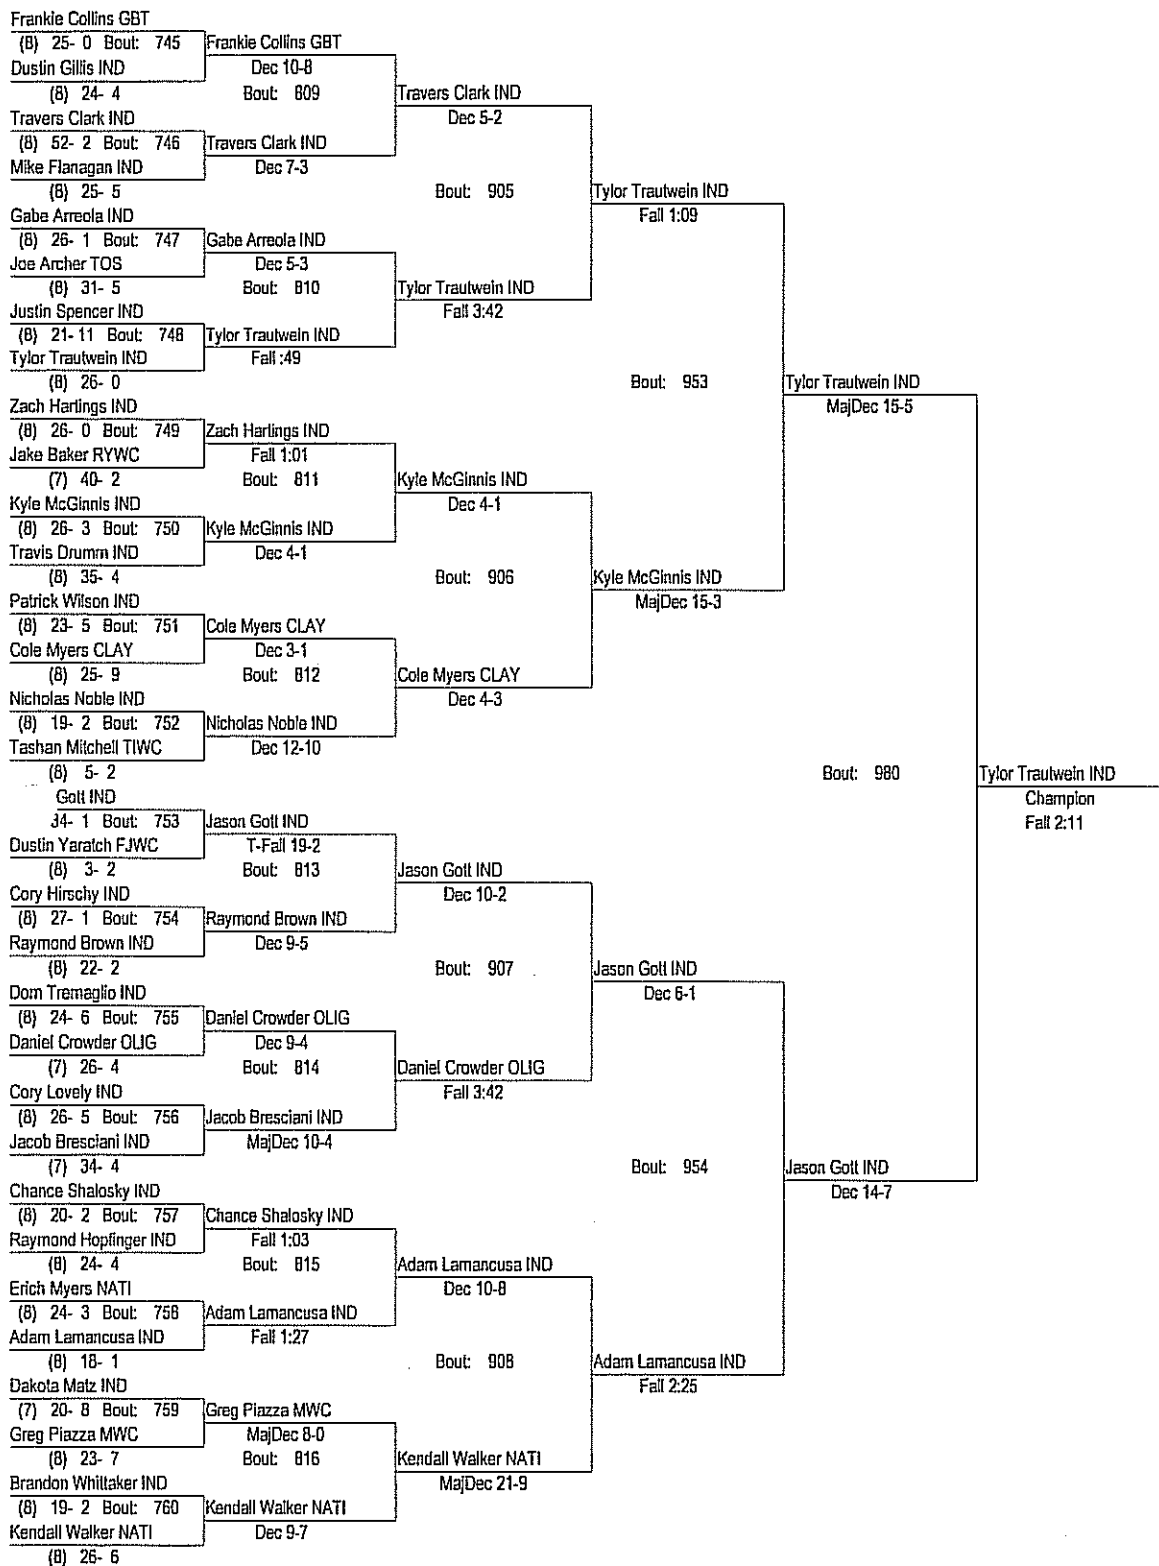 Frankie Collins GBT
(8) 25- 0 Bout: 745
Dustin Gillis IND
(8) 24- 4
Travers Clark IND
(8) 52- 2 Bout: 746
Mike Flanagan IND
(8) 25- 5
Gabe Arreola IND
(8) 26- 1 Bout: 747
Joe Archer TOS
(8) 31- 5
Justin Spencer IND
(8) 21- 11 Bout: 748
Tylor Trautwein IND
(8) 26- 0
Zach Hartings IND
(8) 26- 0 Bout: 749
Jake Baker RYWC
(7) 40- 2
Kyle McGinnis IND
(8) 26- 3 Bout: 750
Travis Drumm IND
(8) 35- 4
Patrick Wilson IND
(8) 23- 5 Bout: 751
Cole Myers CLAY
(8) 25- 9
Nicholas Noble IND
(8) 19- 2 Bout: 752
Tashan Mitchell TIWC
(8) 5- 2
Gott IND
34- 1 Bout: 753
Dustin Yaratch FJWC
(8) 3- 2
Cory Hirschy IND
(8) 27- 1 Bout: 754
Raymond Brown IND
(8) 22- 2
Dom Tremaglio IND
(8) 24- 6 Bout: 755
Daniel Crowder OLIG
(7) 26- 4
Cory Lovely IND
(8) 26- 5 Bout: 756
Jacob Bresciani IND
(7) 34- 4
Chance Shalosky IND
(8) 20- 2 Bout: 757
Raymond Hopfinger IND
(8) 24- 4
Erich Myers NATI
(8) 24- 3 Bout: 758
Adam Lamancusa IND
(8) 18- 1
Dakota Matz IND
(7) 20- 8 Bout: 759
Greg Piazza MWC
(8) 23- 7
Brandon Whittaker IND
(8) 19- 2 Bout: 760
Kendall Walker NATI
(8) 26- 6
Frankie Collins GBT
Dec 10-8
Bout: 809
Travers Clark IND
Dec 7-3
Gabe Arreola IND
Dec 5-3
Bout: 810
Tylor Trautwein IND
Fall :49
Zach Hartings IND
Fall 1:01
Bout: 811
Kyle McGinnis IND
Dec 4-1
Cole Myers CLAY
Dec 3-1
Bout: 812
Nicholas Noble IND
Dec 12-10
Jason Gott IND
T-Fall 19-2
Bout: 813
Raymond Brown IND
Dec 9-5
Daniel Crowder OLIG
Dec 9-4
Bout: 814
Jacob Bresciani IND
MajDec 10-4
Chance Shalosky IND
Fall 1:03
Bout: 815
Adam Lamancusa IND
Fall 1:27
Greg Piazza MWC
MajDec 8-0
Bout: 816
Kendall Walker NATI
Dec 9-7
Travers Clark IND
Dec 5-2
Bout: 905
Tylor Trautwein IND
Fall 3:42
Kyle McGinnis IND
Dec 4-1
Bout: 906
Cole Myers CLAY
Dec 4-3
Jason Gott IND
Dec 10-2
Bout: 907
Daniel Crowder OLIG
Fall 3:42
Adam Lamancusa IND
Dec 10-8
Bout: 908
Kendall Walker NATI
MajDec 21-9
Tylor Trautwein IND
Fall 1:09
Bout: 953
Kyle McGinnis IND
MajDec 15-3
Jason Gott IND
Dec 6-1
Bout: 954
Adam Lamancusa IND
Fall 2:25
Tylor Trautwein IND
MajDec 15-5
Bout: 980
Jason Gott IND
Dec 14-7
Tylor Trautwein IND
Champion
Fall 2:11